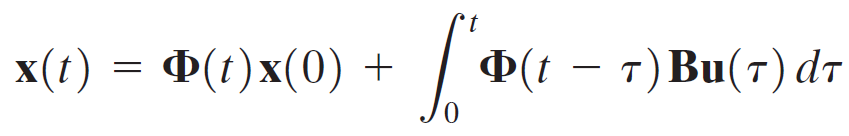 𝐱(t) = 𝚽(t)𝐱(0) + ∫₀ᵗ 𝚽(t − τ)𝐁𝐮(τ) dτ